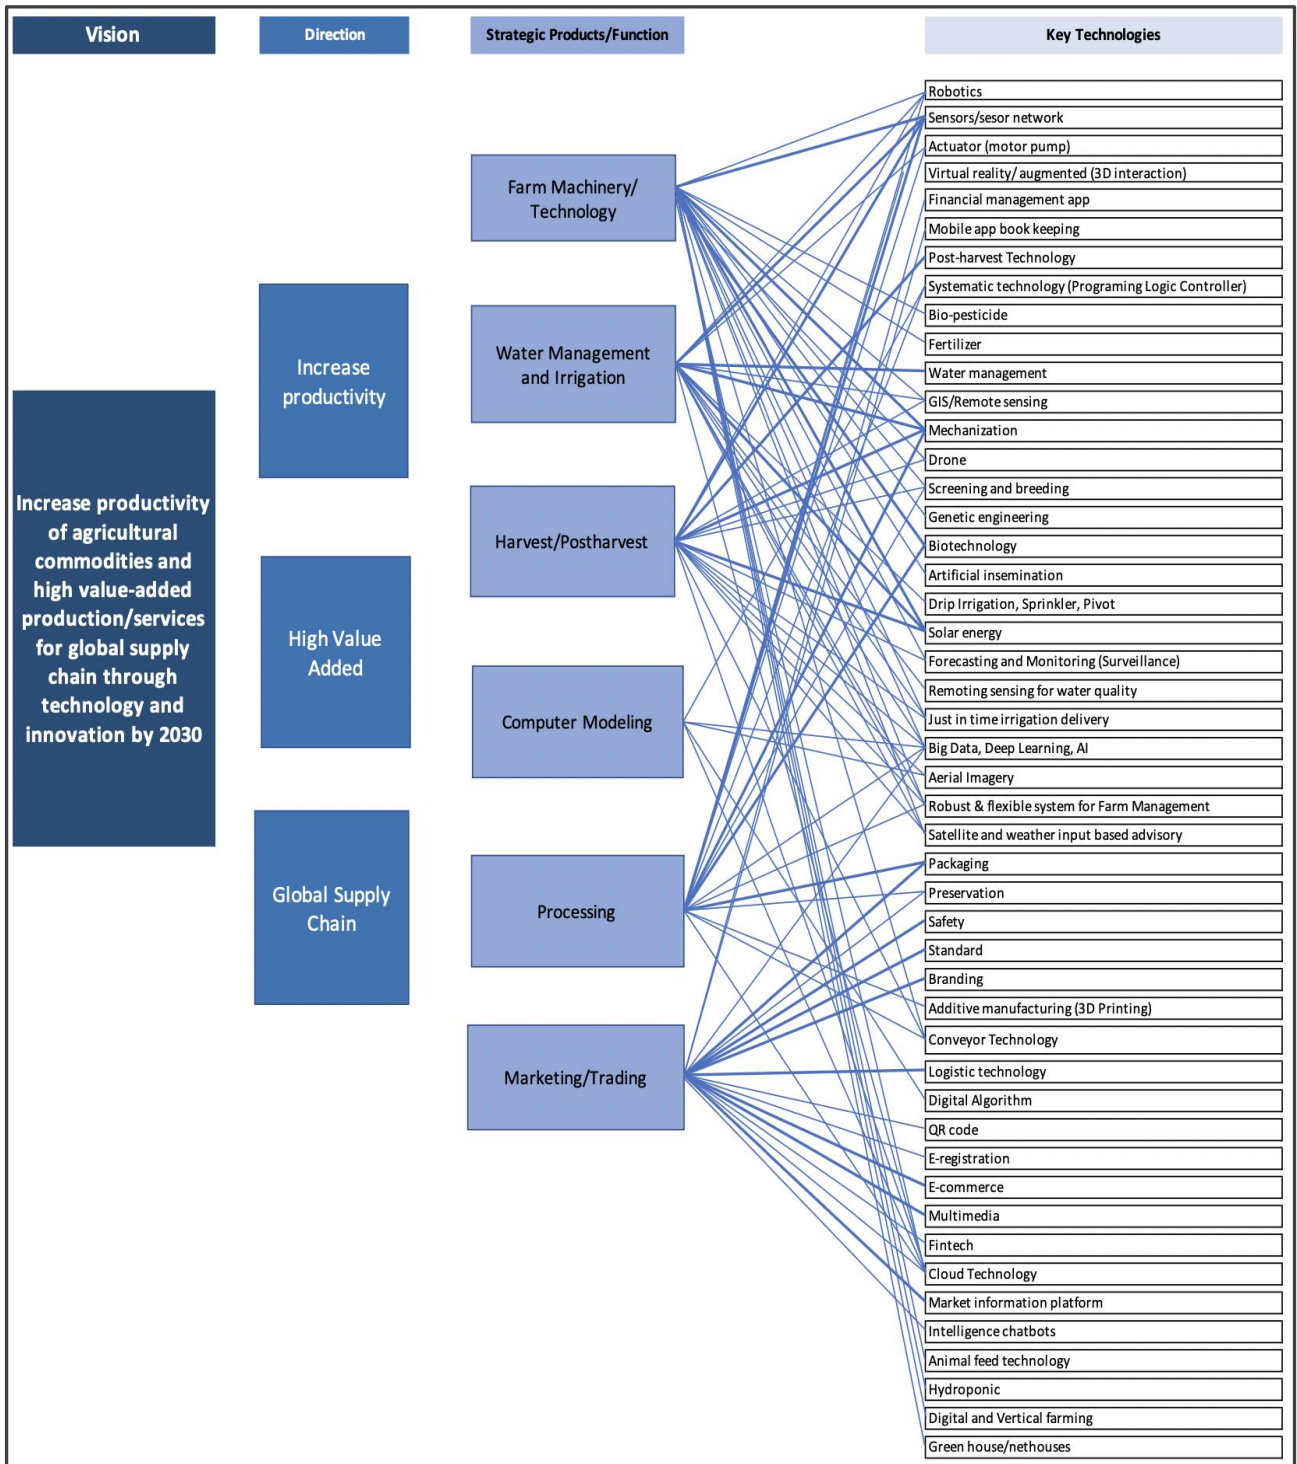 Vision
Direction
Strategic Products/Function
Key Technologies
Increase productivity
of agricultural
commodities and
high value-added
production/services
for global supply
chain through
technology and
innovation by 2030
Increase
productivity
High Value
Added
Global Supply
Chain
Farm Machinery/
Technology
Water Management
and Irrigation
Harvest/Postharvest
Computer Modeling
Processing
Marketing/Trading
Robotics
Sensors/sesor network
Actuator (motor pump)
Virtual reality/ augmented (3D interaction)
Financial management app
Mobile app book keeping
Post-harvest Technology
Systematic technology (Programing Logic Controller)
Bio-pesticide
Fertilizer
Water management
GIS/Remote sensing
Mechanization
Drone
Screening and breeding
Genetic engineering
Biotechnology
Artificial insemination
Drip Irrigation, Sprinkler, Pivot
Solar energy
Forecasting and Monitoring (Surveillance)
Remoting sensing for water quality
Just in time irrigation delivery
Big Data, Deep Learning, AI
Aerial Imagery
Robust & flexible system for Farm Management
Satellite and weather input based advisory
Packaging
Preservation
Safety
Standard
Branding
Additive manufacturing (3D Printing)
Conveyor Technology
Logistic technology
Digital Algorithm
QR code
E-registration
E-commerce
Multimedia
Fintech
Cloud Technology
Market information platform
Intelligence chatbots
Animal feed technology
Hydroponic
Digital and Vertical farming
Green house/nethouses